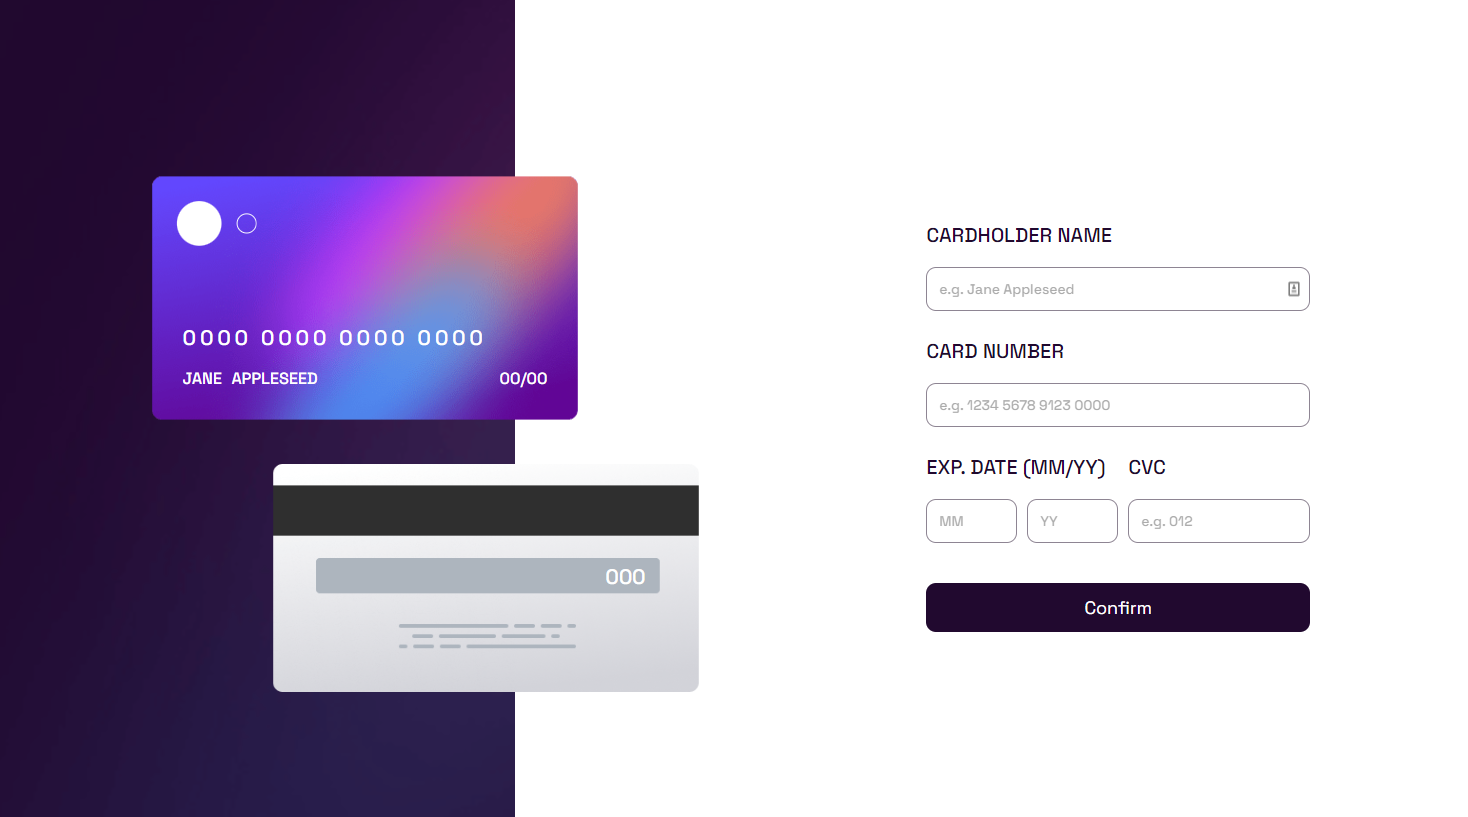 0000 0000 0000 0000
JANE APPLESEED 00/00
000
CARDHOLDER NAME
e.g. Jane Appleseed
CARD NUMBER
e.g. 1234 5678 9123 0000
EXP. DATE (MM/YY) CVC
MM YY e.g. 012
Confirm